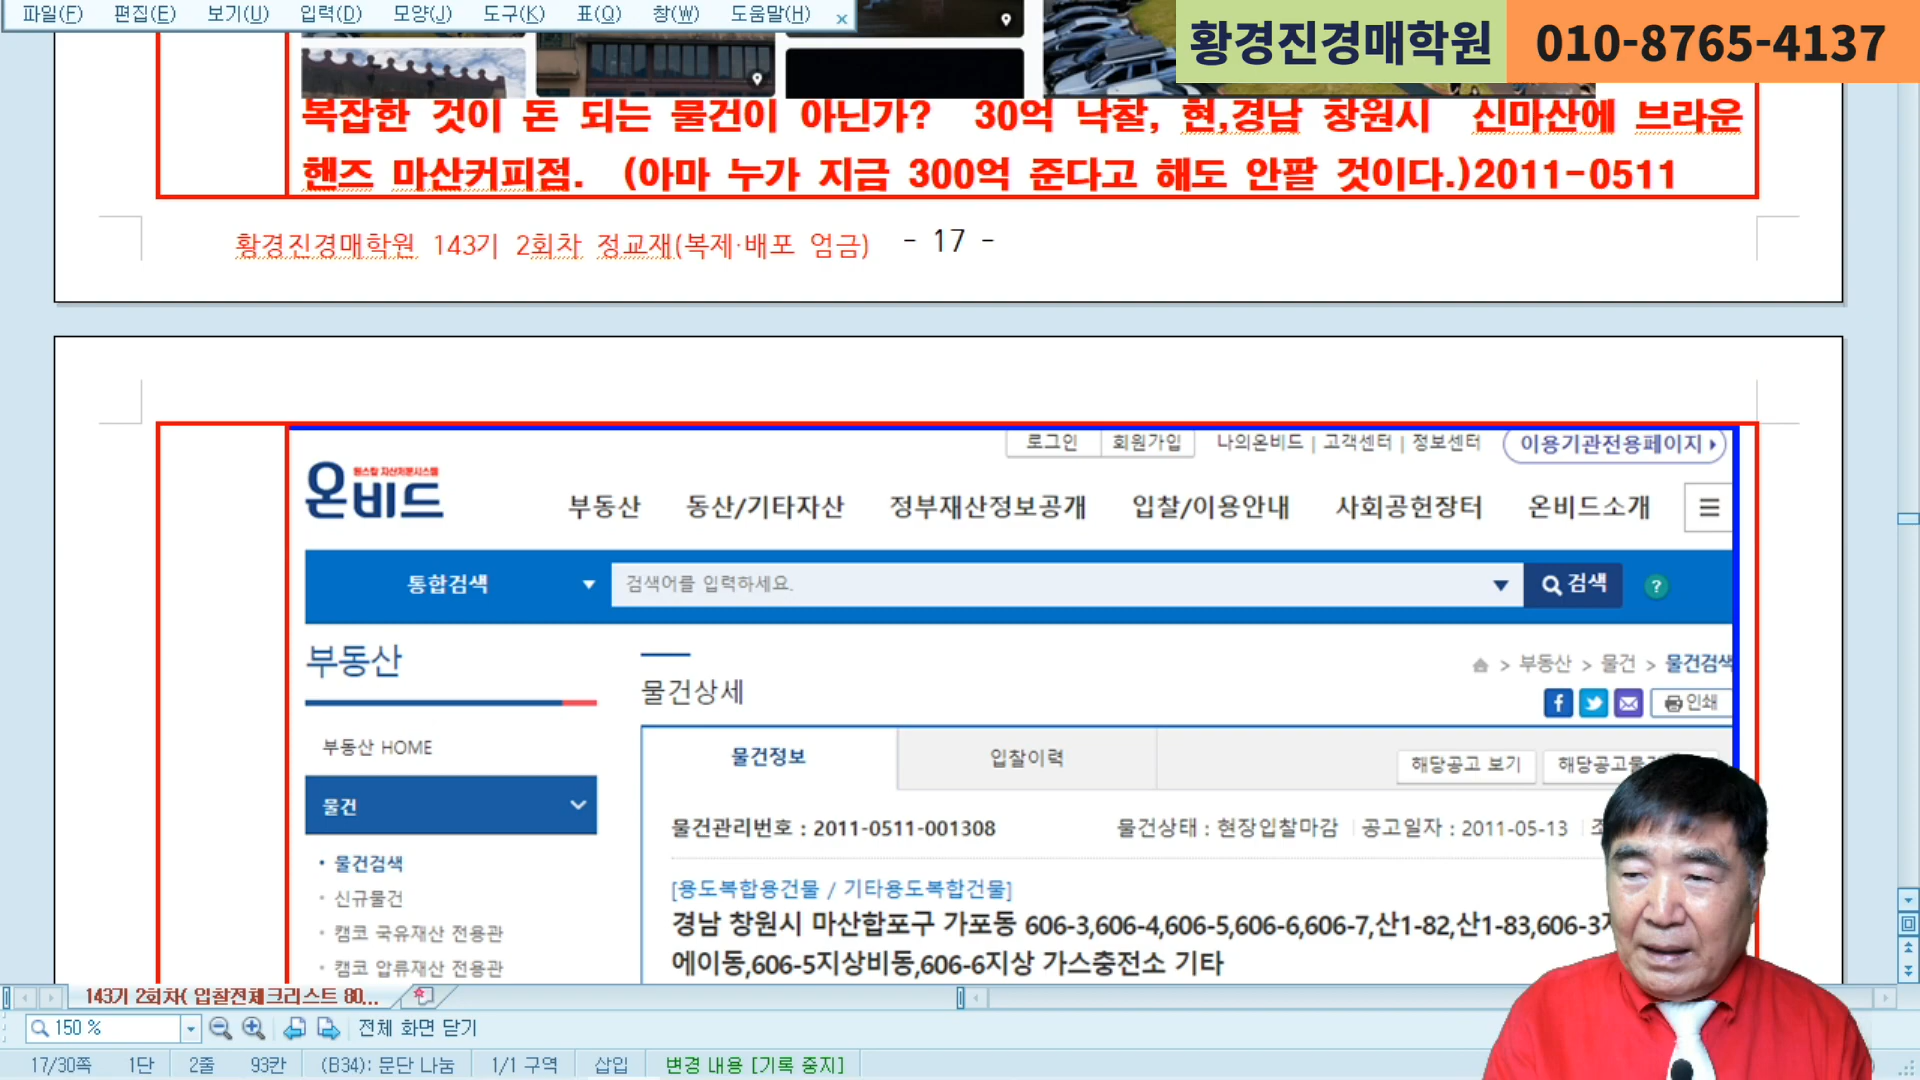 파일(F) 편집(E) 보기(U) 입력(D) 모양(J) 도구(K) 표(Q) 창(W) 도움말(H) x
황경진경매학원 010-8765-4137
복잡한 것이 돈 되는 물건이 아닌가? 30억 낙찰, 현,경남 창원시 신마산에 브라운
핸즈 마산커피점. (아마 누가 지금 300억 준다고 해도 안팔 것이다.)2011-0511
황경진경매학원 143기 2회차 정교재(복제·배포 엄금) - 17 -
로그인 회원가입 나의온비드 | 고객센터 | 정보센터 이용기관전용페이지
원스톱 자산처분시스템
온비드
부동산 동산/기타자산 정부재산정보공개 입찰/이용안내 사회공헌장터 온비드소개
통합검색 검색어를 입력하세요. 검색 ?
부동산
> 부동산 > 물건 > 물건검색
물건상세
인쇄
부동산 HOME
물건정보 입찰이력 해당공고 보기 해당공고물
물건
물건관리번호 : 2011-0511-001308 물건상태 : 현장입찰마감 공고일자 : 2011-05-13
물건검색
[용도복합용건물 / 기타용도복합건물]
신규물건
경남 창원시 마산합포구 가포동 606-3,606-4,606-5,606-6,606-7,산1-82,산1-83,606-3지
캠코 국유재산 전용관
에이동,606-5지상비동,606-6지상 가스충전소 기타
캠코 압류재산 전용관
143기 2회차( 입찰전체크리스트 80...
150 % 전체 화면 닫기
17/30쪽 1단 2줄 93칸 (B34): 문단 나눔 1/1 구역 삽입 변경 내용 [기록 중지]